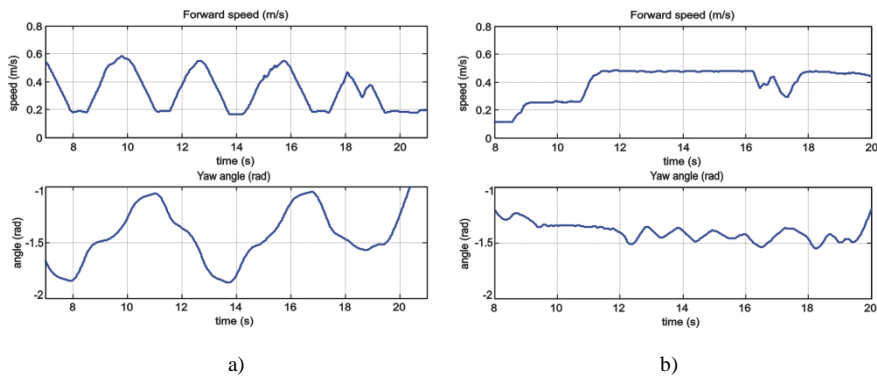 Forward speed (m/s)
0.8
0.6
0.4
0.2
0
speed (m/s)
8 10 12 14 16 18 20
time (s)
Yaw angle (rad)
-1
-1.5
-2
angle (rad)
8 10 12 14 16 18 20
time (s)
a)
Forward speed (m/s)
0.8
0.6
0.4
0.2
0
speed (m/s)
8 10 12 14 16 18 20
time (s)
Yaw angle (rad)
-1
-1.5
-2
angle (rad)
8 10 12 14 16 18 20
time (s)
b)